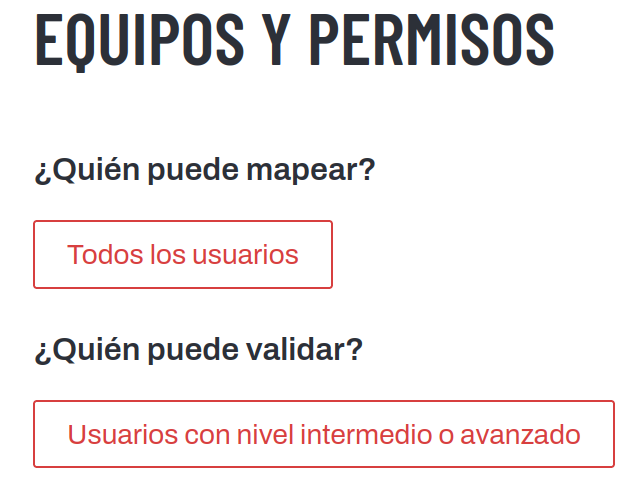 EQUIPOS Y PERMISOS
¿Quién puede mapear?
Todos los usuarios
¿Quién puede validar?
Usuarios con nivel intermedio o avanzado